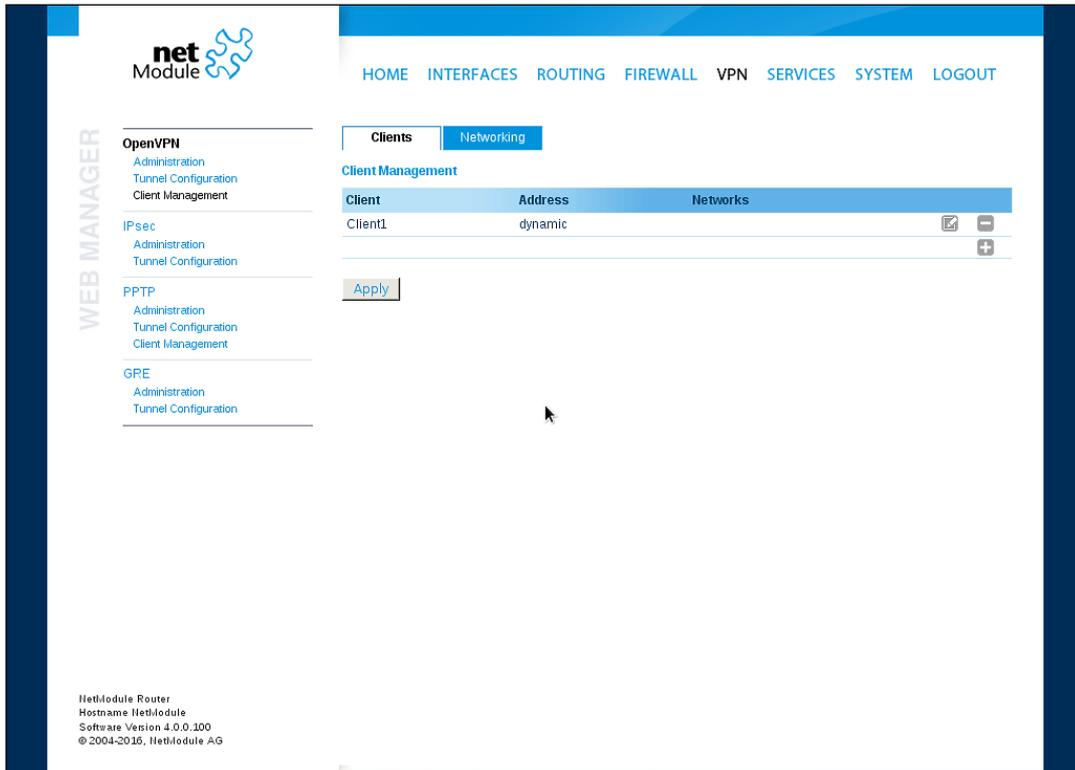 net
Module
HOME INTERFACES ROUTING FIREWALL VPN SERVICES SYSTEM LOGOUT
WEB MANAGER
OpenVPN
Administration
Tunnel Configuration
Client Management
IPsec
Administration
Tunnel Configuration
PPTP
Administration
Tunnel Configuration
Client Management
GRE
Administration
Tunnel Configuration
Clients Networking
Client Management
Client Address Networks
Client1 dynamic
Apply
NetModule Router
Hostname NetModule
Software Version 4.0.0.100
© 2004-2016, NetModule AG